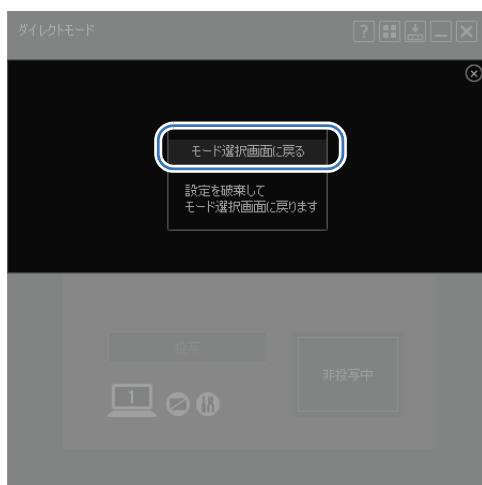 ダイレクトモード
?
モード選択画面に戻る
設定を破棄して
モード選択画面に戻ります
投写
非投写中
1